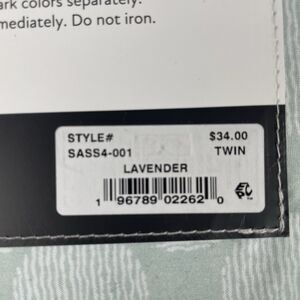 ark colors separately.
mediately. Do not iron.
STYLE# $34.00
SASS4-001 TWIN
LAVENDER
1 96789 02262 0